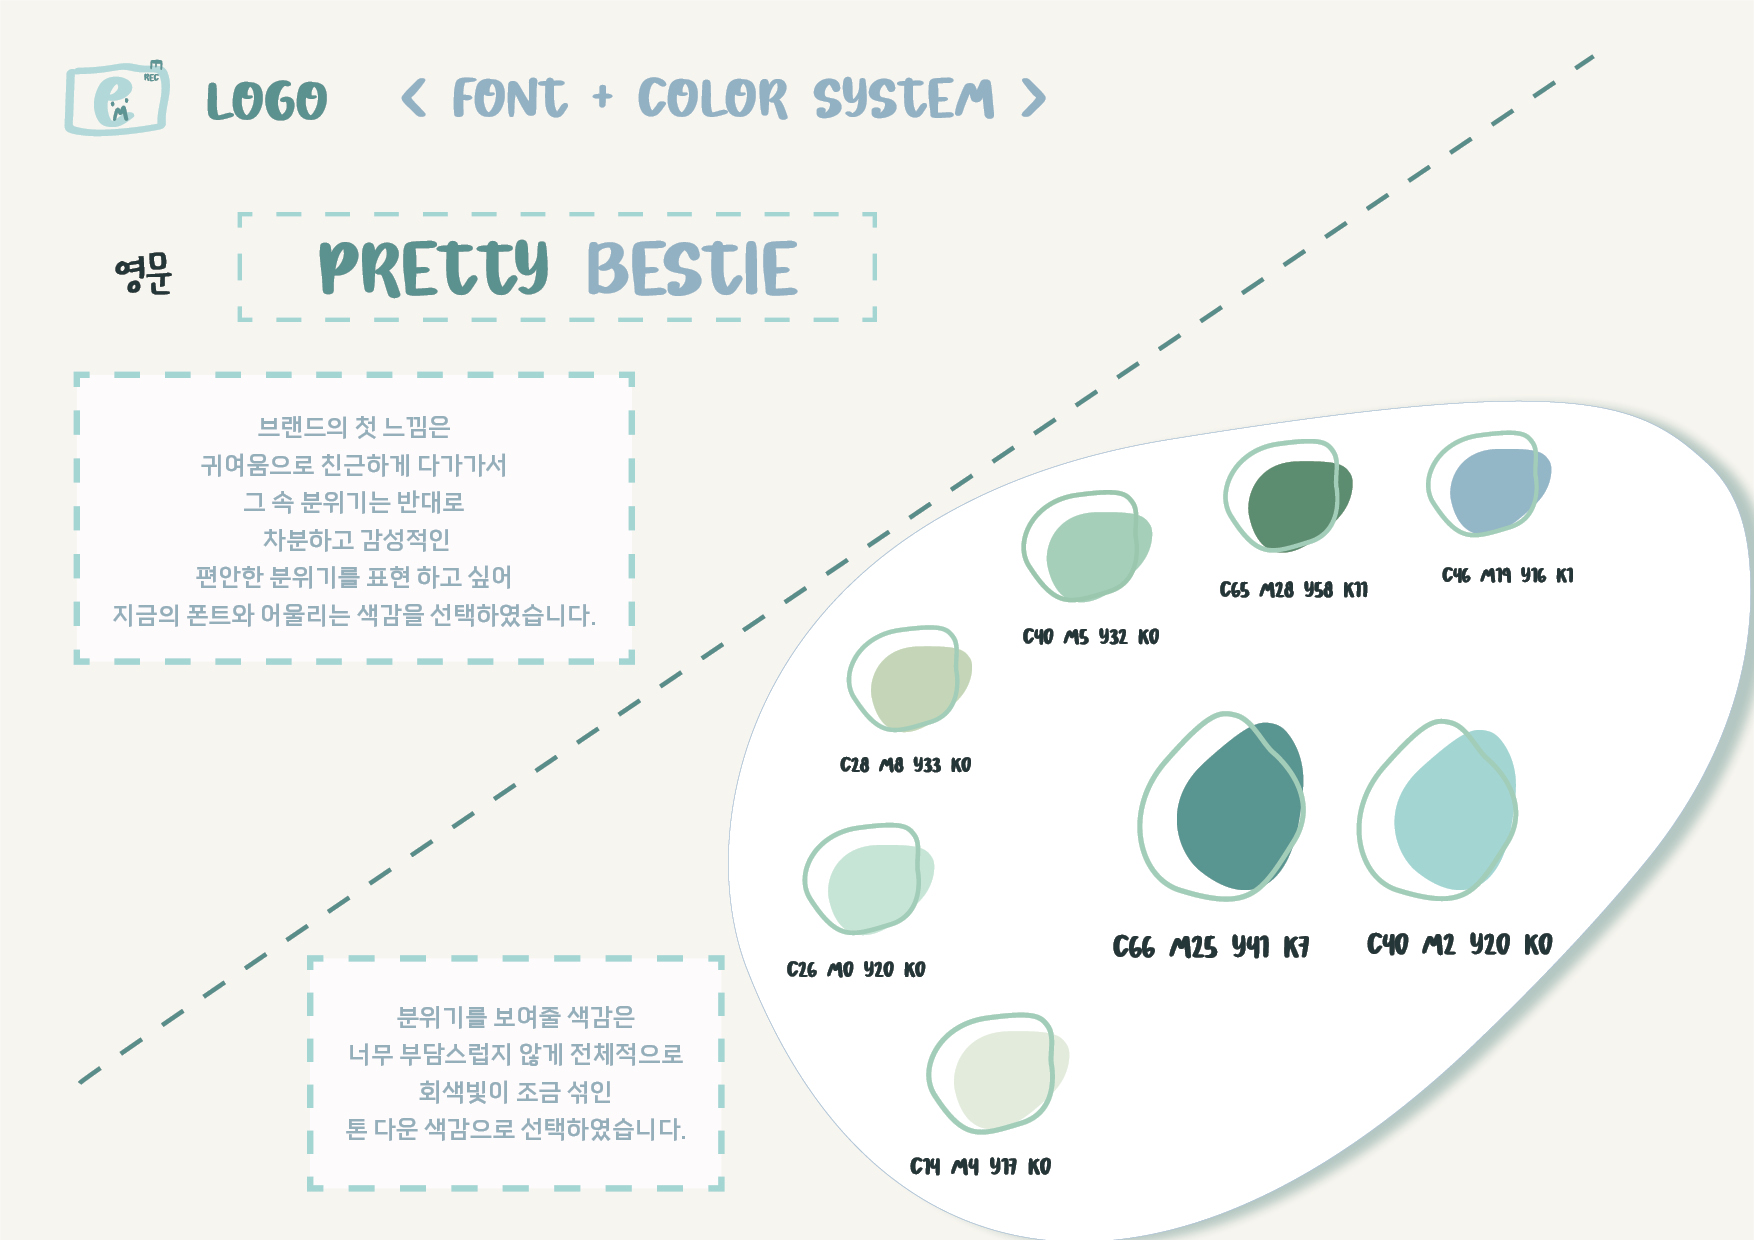 e
M
REC
LOGO < FONT + COLOR SYSTEM >
영문
PRETTY BESTIE
브랜드의 첫 느낌은
귀여움으로 친근하게 다가가서
그 속 분위기는 반대로
차분하고 감성적인
편안한 분위기를 표현 하고 싶어
지금의 폰트와 어울리는 색감을 선택하였습니다.
C46 M19 Y16 K1
C65 M28 Y58 K11
C40 M5 Y32 K0
C28 M8 Y33 K0
C26 M0 Y20 K0
C14 M4 Y17 K0
C66 M25 Y41 K7
C40 M2 Y20 K0
분위기를 보여줄 색감은
너무 부담스럽지 않게 전체적으로
회색빛이 조금 섞인
톤 다운 색감으로 선택하였습니다.